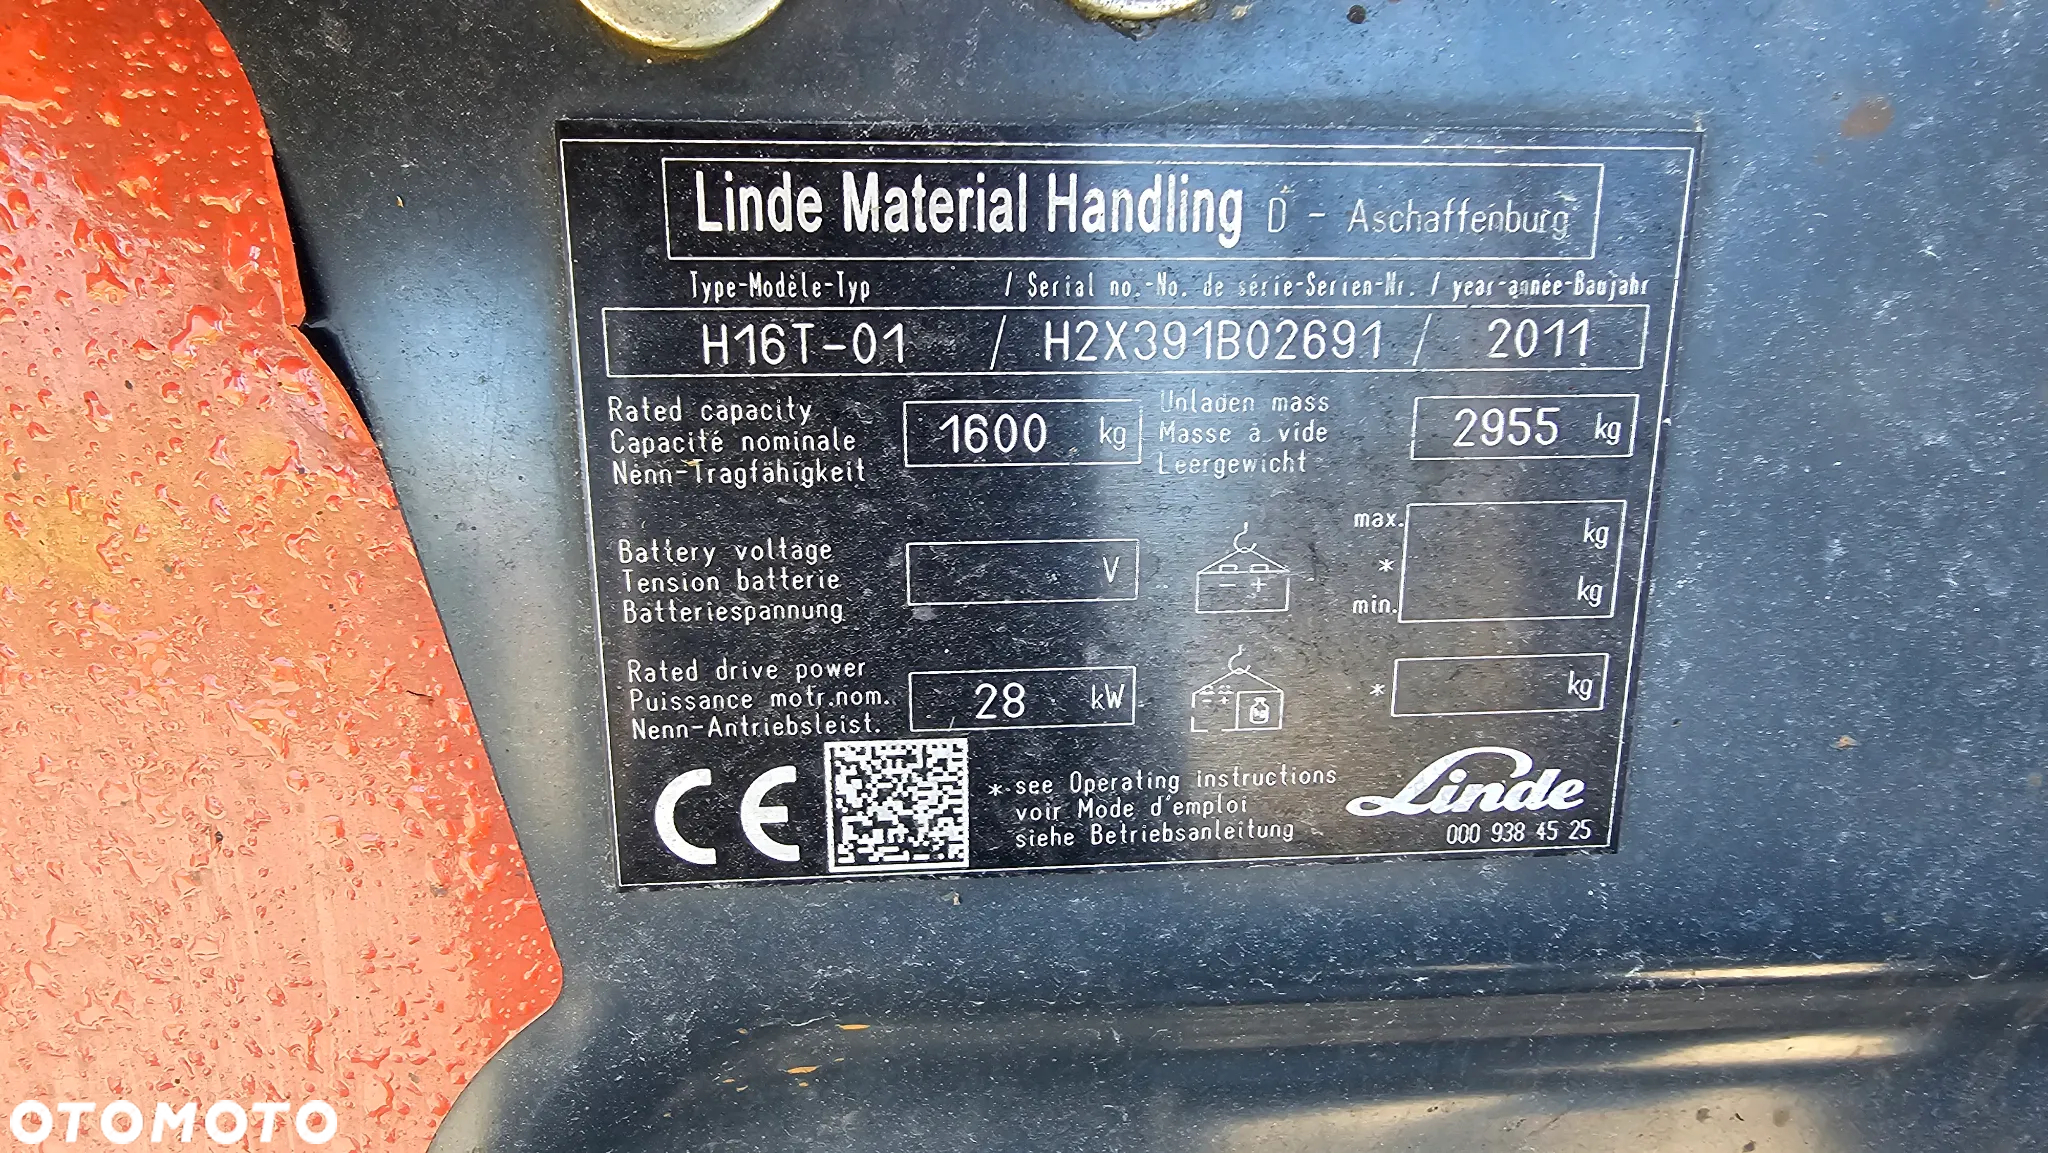 Linde Material Handling D - Aschaffenburg
Type-Modèle-Typ / Serial no.-No. de série-Serien-Nr. / year-année-Baujahr
H16T-01 / H2X391B02691 / 2011
Rated capacity
Capacité nominale
Nenn-Tragfähigkeit
1600 kg
Unladen mass
Masse à vide
Leergewicht
2955 kg
Battery voltage
Tension batterie
Batteriespannung
V
- +
max. kg
*
min. kg
Rated drive power
Puissance motr.nom.
Nenn-Antriebsleist.
28 kW
- +
* kg
CE
* see Operating instructions
voir Mode d'emploi
siehe Betriebsanleitung
Linde
000 938 45 25
OTOMOTO